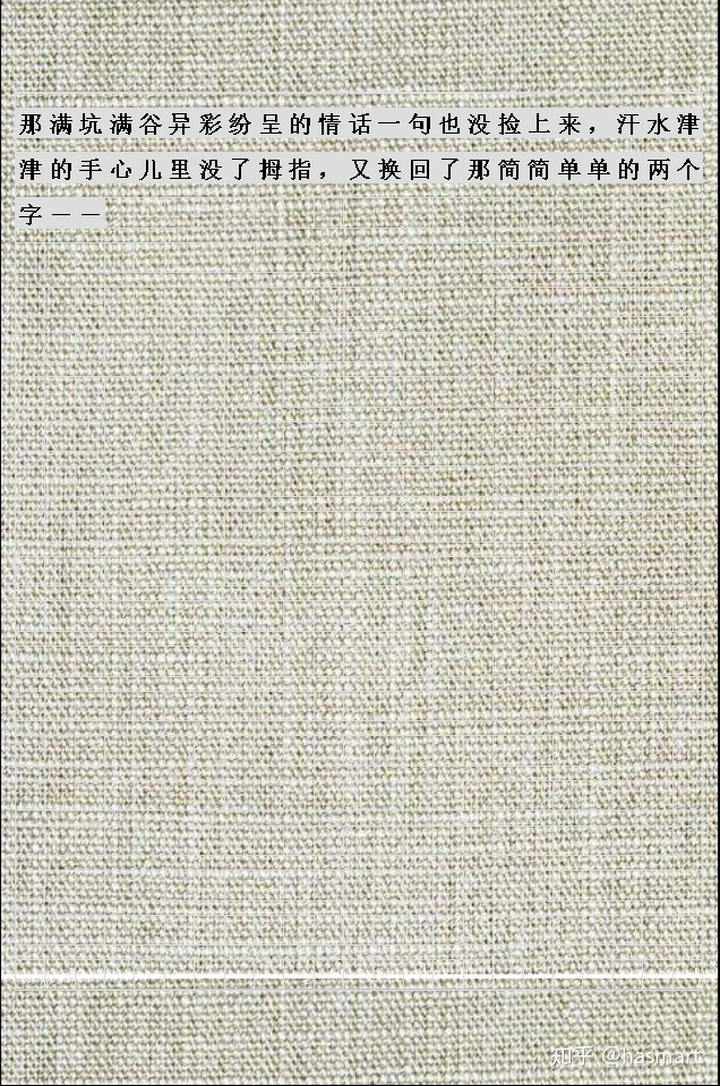 那满坑满谷异彩纷呈的情话一句也没捡上来，汗水津
津的手心儿里没了拇指，又换回了那简简单单的两个
字——
知乎 @hasmart